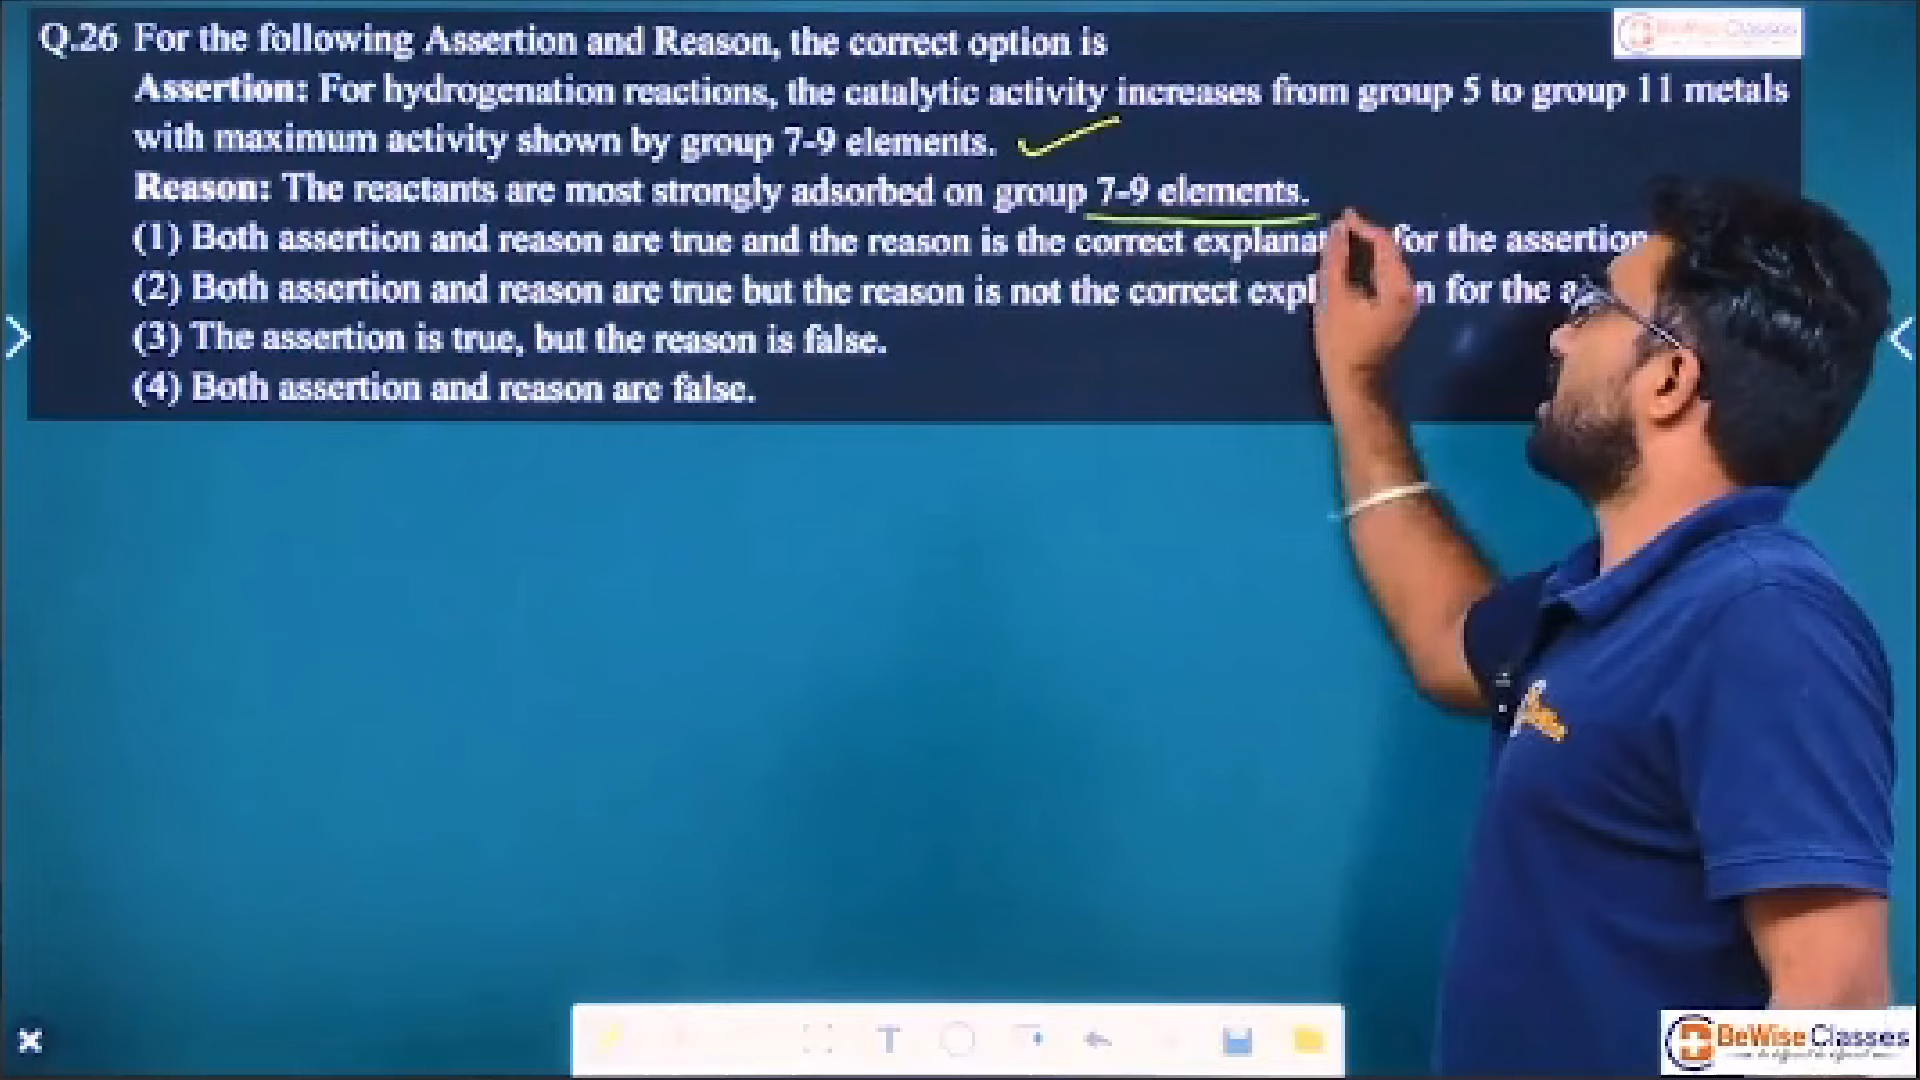 BeWise Classes
Q.26 For the following Assertion and Reason, the correct option is
Assertion: For hydrogenation reactions, the catalytic activity increases from group 5 to group 11 metals
with maximum activity shown by group 7-9 elements.
Reason: The reactants are most strongly adsorbed on group 7-9 elements.
(1) Both assertion and reason are true and the reason is the correct for the assertion
(2) Both assertion and reason are true but the reason is not the correct for the
(3) The assertion is true, but the reason is false.
(4) Both assertion and reason are false.
T
BeWise Classes